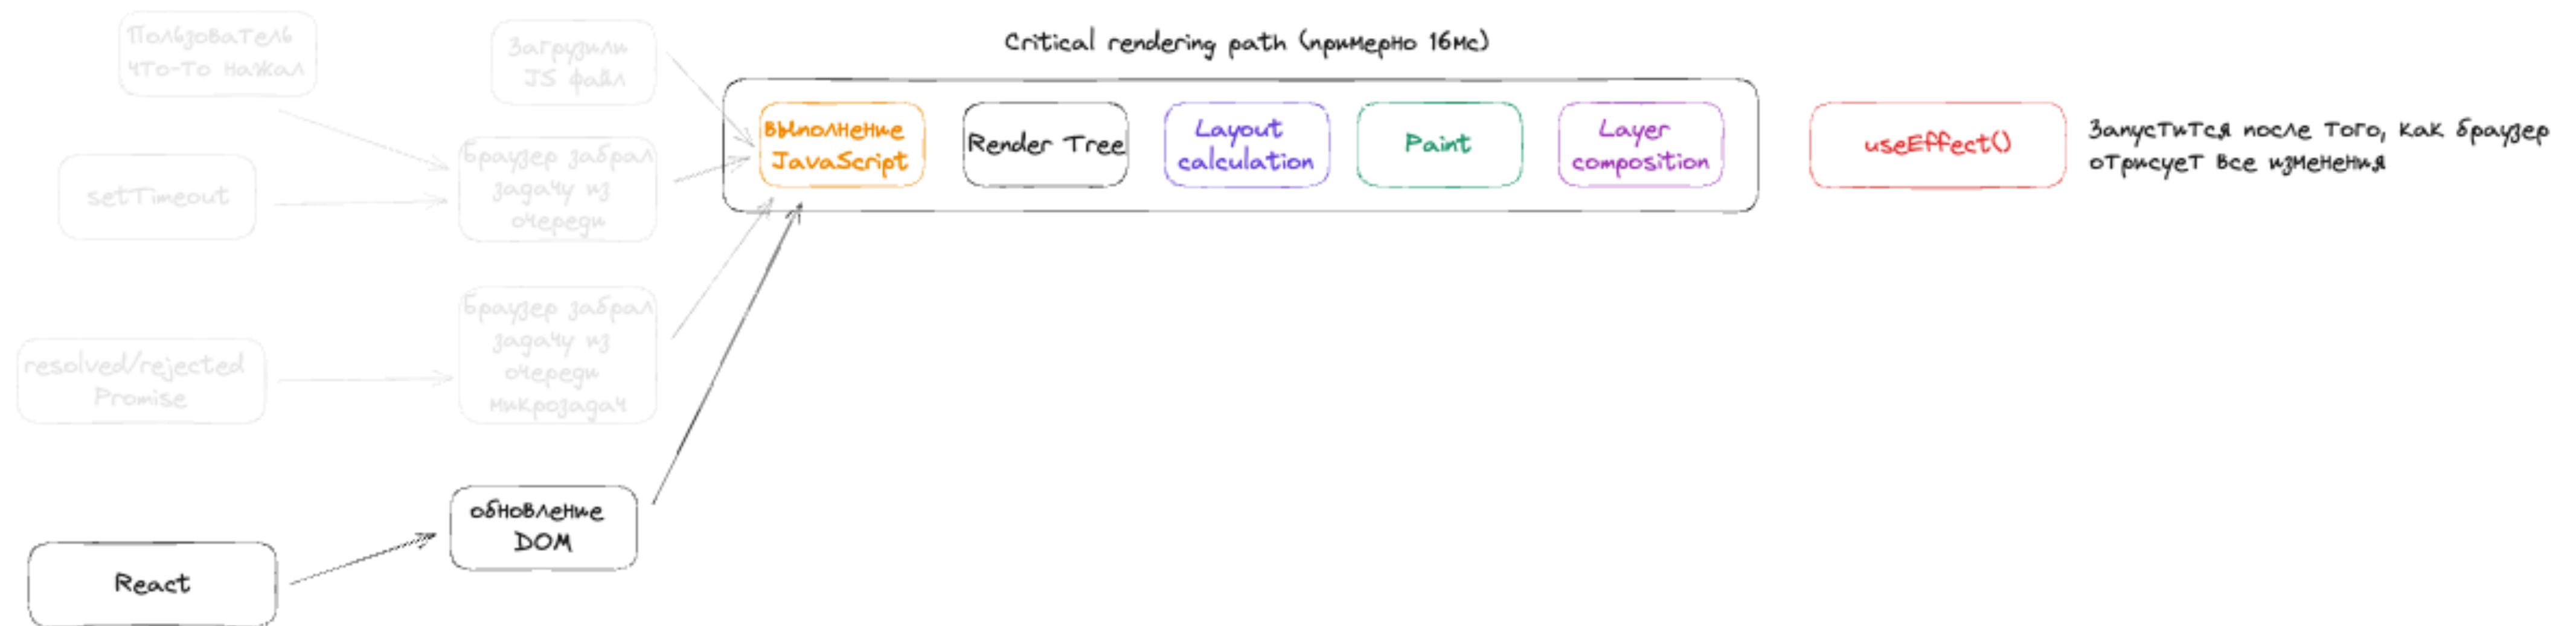 Пользователь
что-то нажал
setTimeout
resolved/rejected
Promise
React
Загрузили
JS файл
Браузер забрал
задачу из
очереди
Браузер забрал
задачу из
очереди
микрозадач
обновление
DOM
Critical rendering path (примерно 16мс)
выполнение
JavaScript
Render Tree
Layout
calculation
Paint
Layer
composition
useEffect()
Запустится после того, как браузер
отрисует все изменения